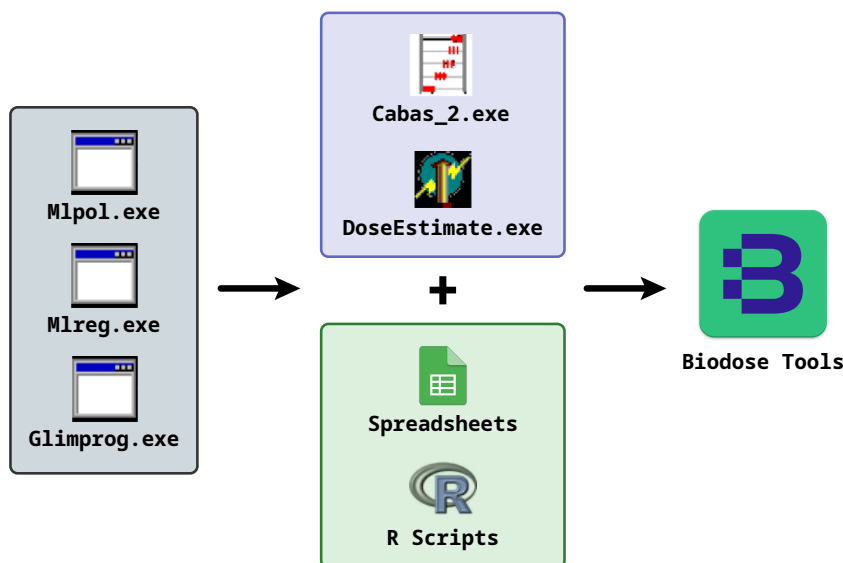 Mlpol.exe
Mlreg.exe
Glimprog.exe
Cabas_2.exe
DoseEstimate.exe
+
Spreadsheets
R
R Scripts
B
Biodose Tools